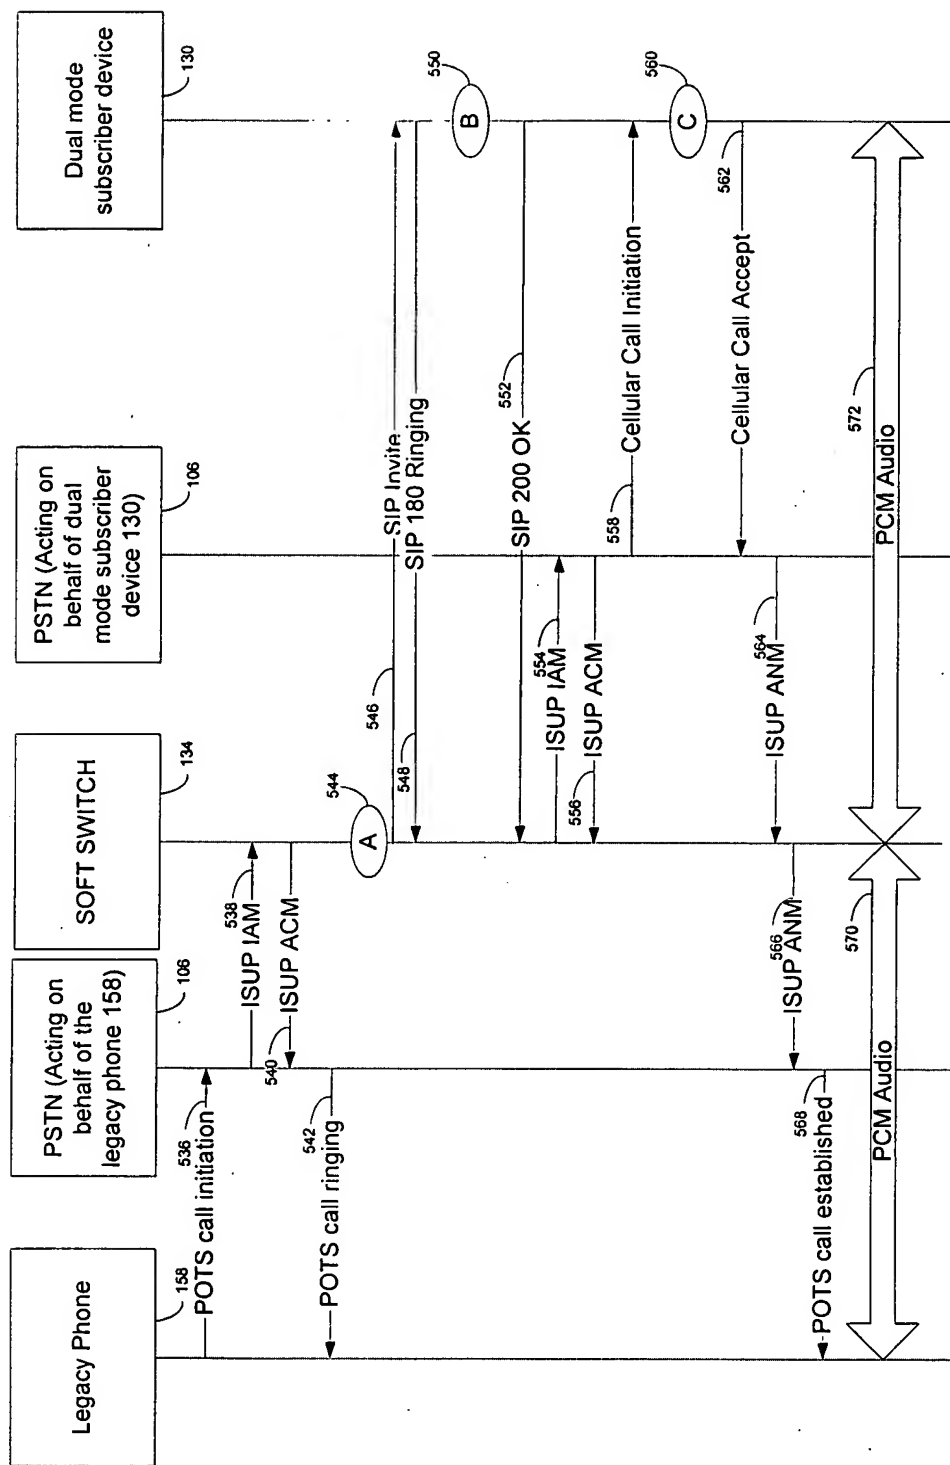 Legacy Phone
158
PSTN (Acting on
behalf of the
legacy phone 158)
106
SOFT SWITCH
134
PSTN (Acting on
behalf of dual
mode subscriber
device 130)
106
Dual mode
subscriber device
130
536
POTS call initiation
538
ISUP IAM
540
ISUP ACM
542
POTS call ringing
544
A
546
SIP Invite
548
SIP 180 Ringing
550
B
552
SIP 200 OK
554
ISUP IAM
556
ISUP ACM
558
Cellular Call Initiation
560
C
562
Cellular Call Accept
564
ISUP ANM
566
ISUP ANM
568
POTS call established
570
PCM Audio
572
PCM Audio